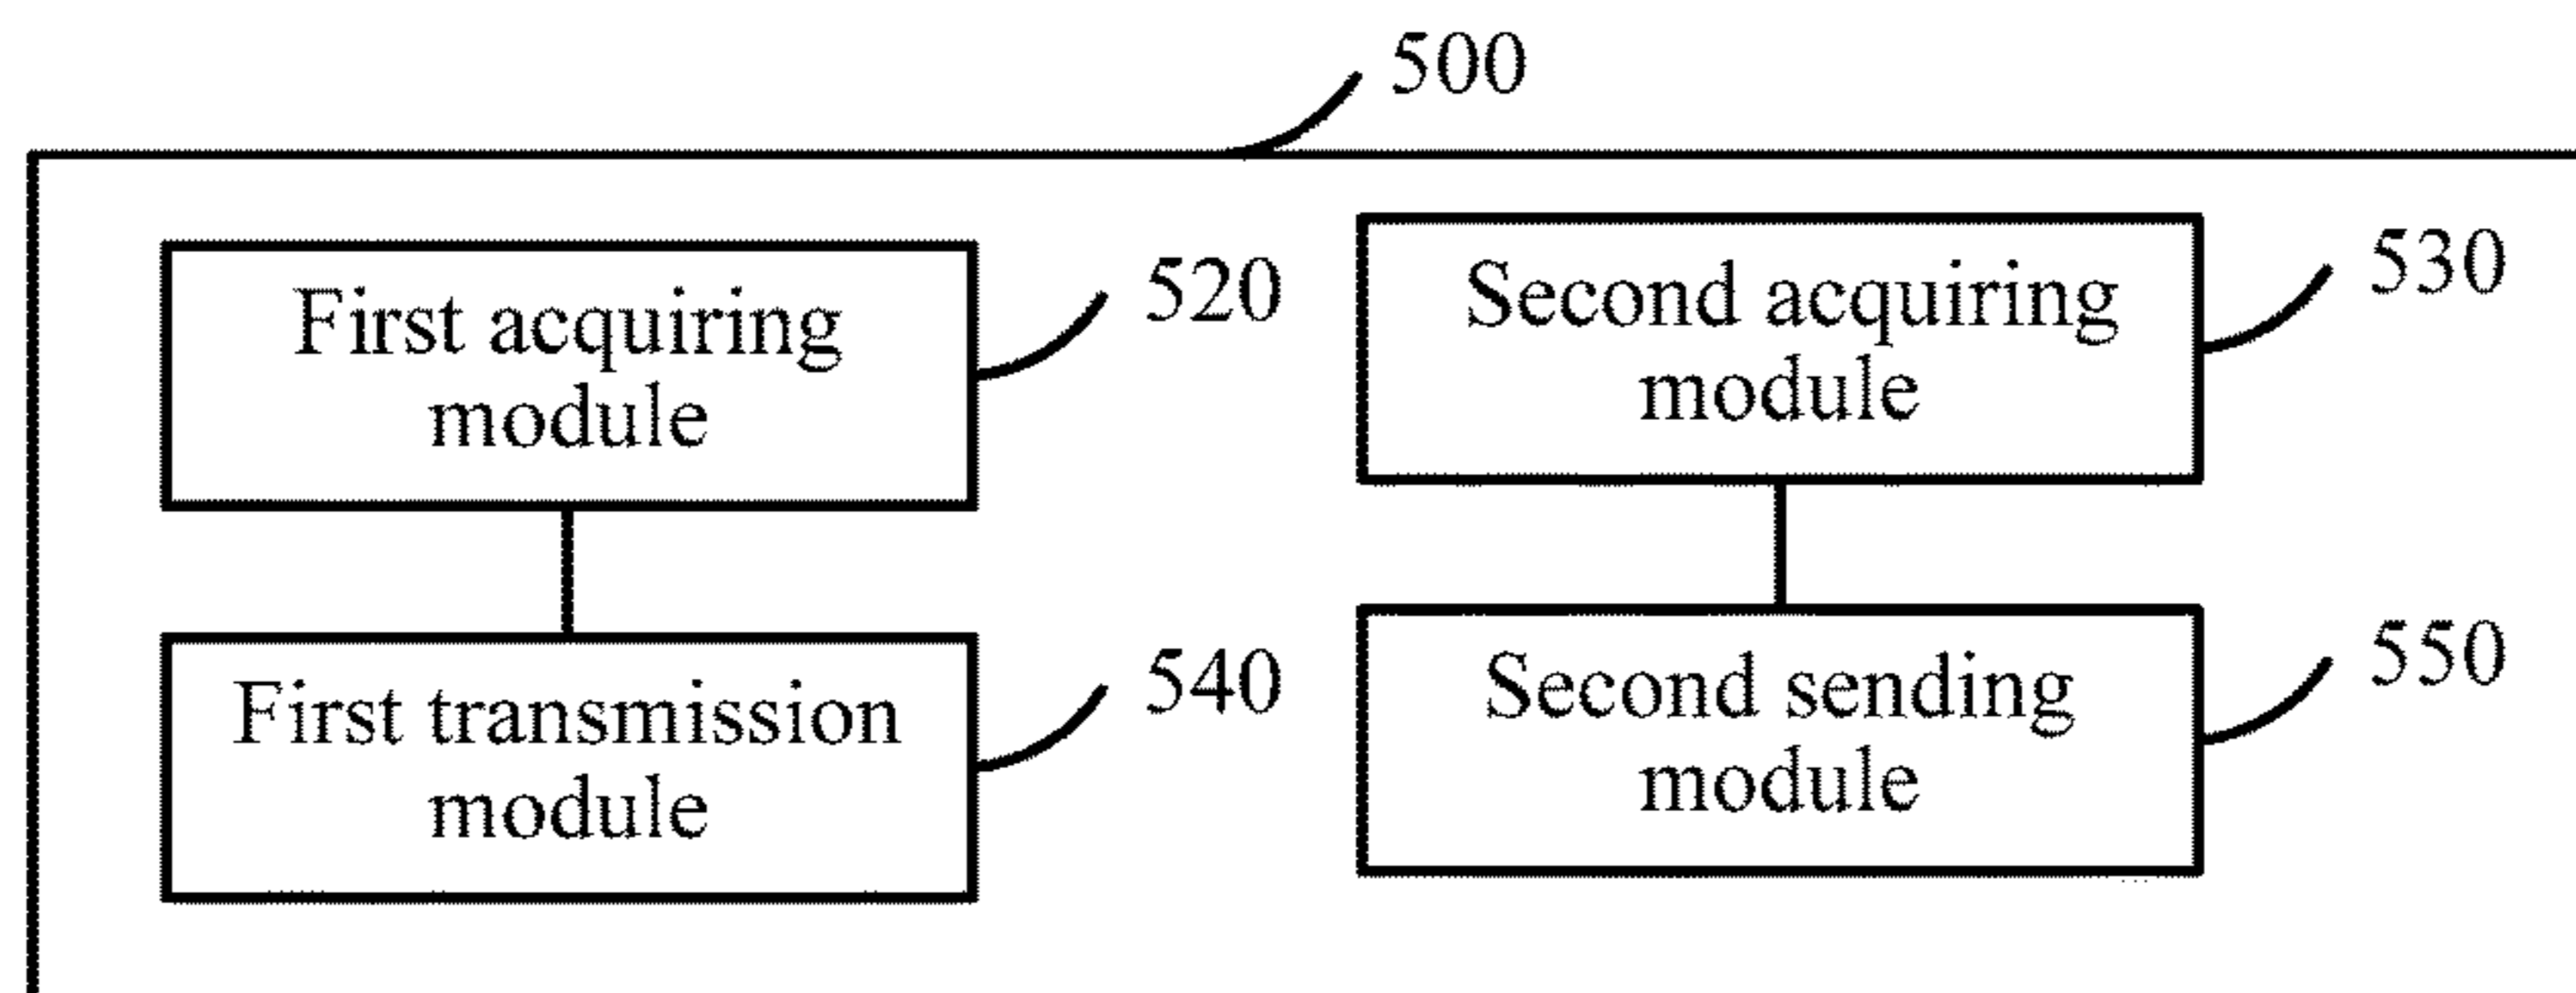 500
First acquiring
module
520
Second acquiring
module
530
First transmission
module
540
Second sending
module
550